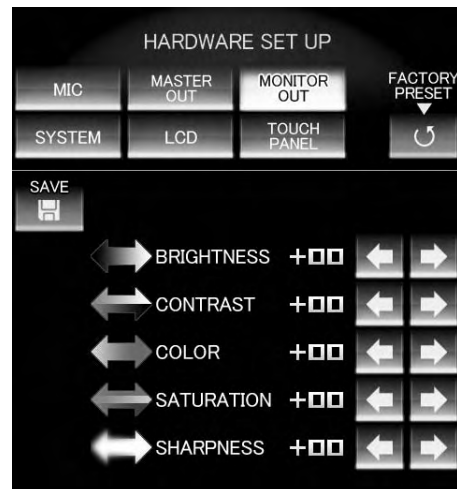 HARDWARE SET UP
MIC
MASTER
OUT
MONITOR
OUT
FACTORY
PRESET
SYSTEM
LCD
TOUCH
PANEL
SAVE
BRIGHTNESS +00
CONTRAST +00
COLOR +00
SATURATION +00
SHARPNESS +00